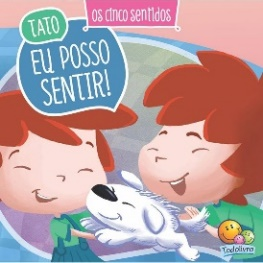 os cinco sentidos
TATO
EU POSSO
SENTIR!
Todolivro